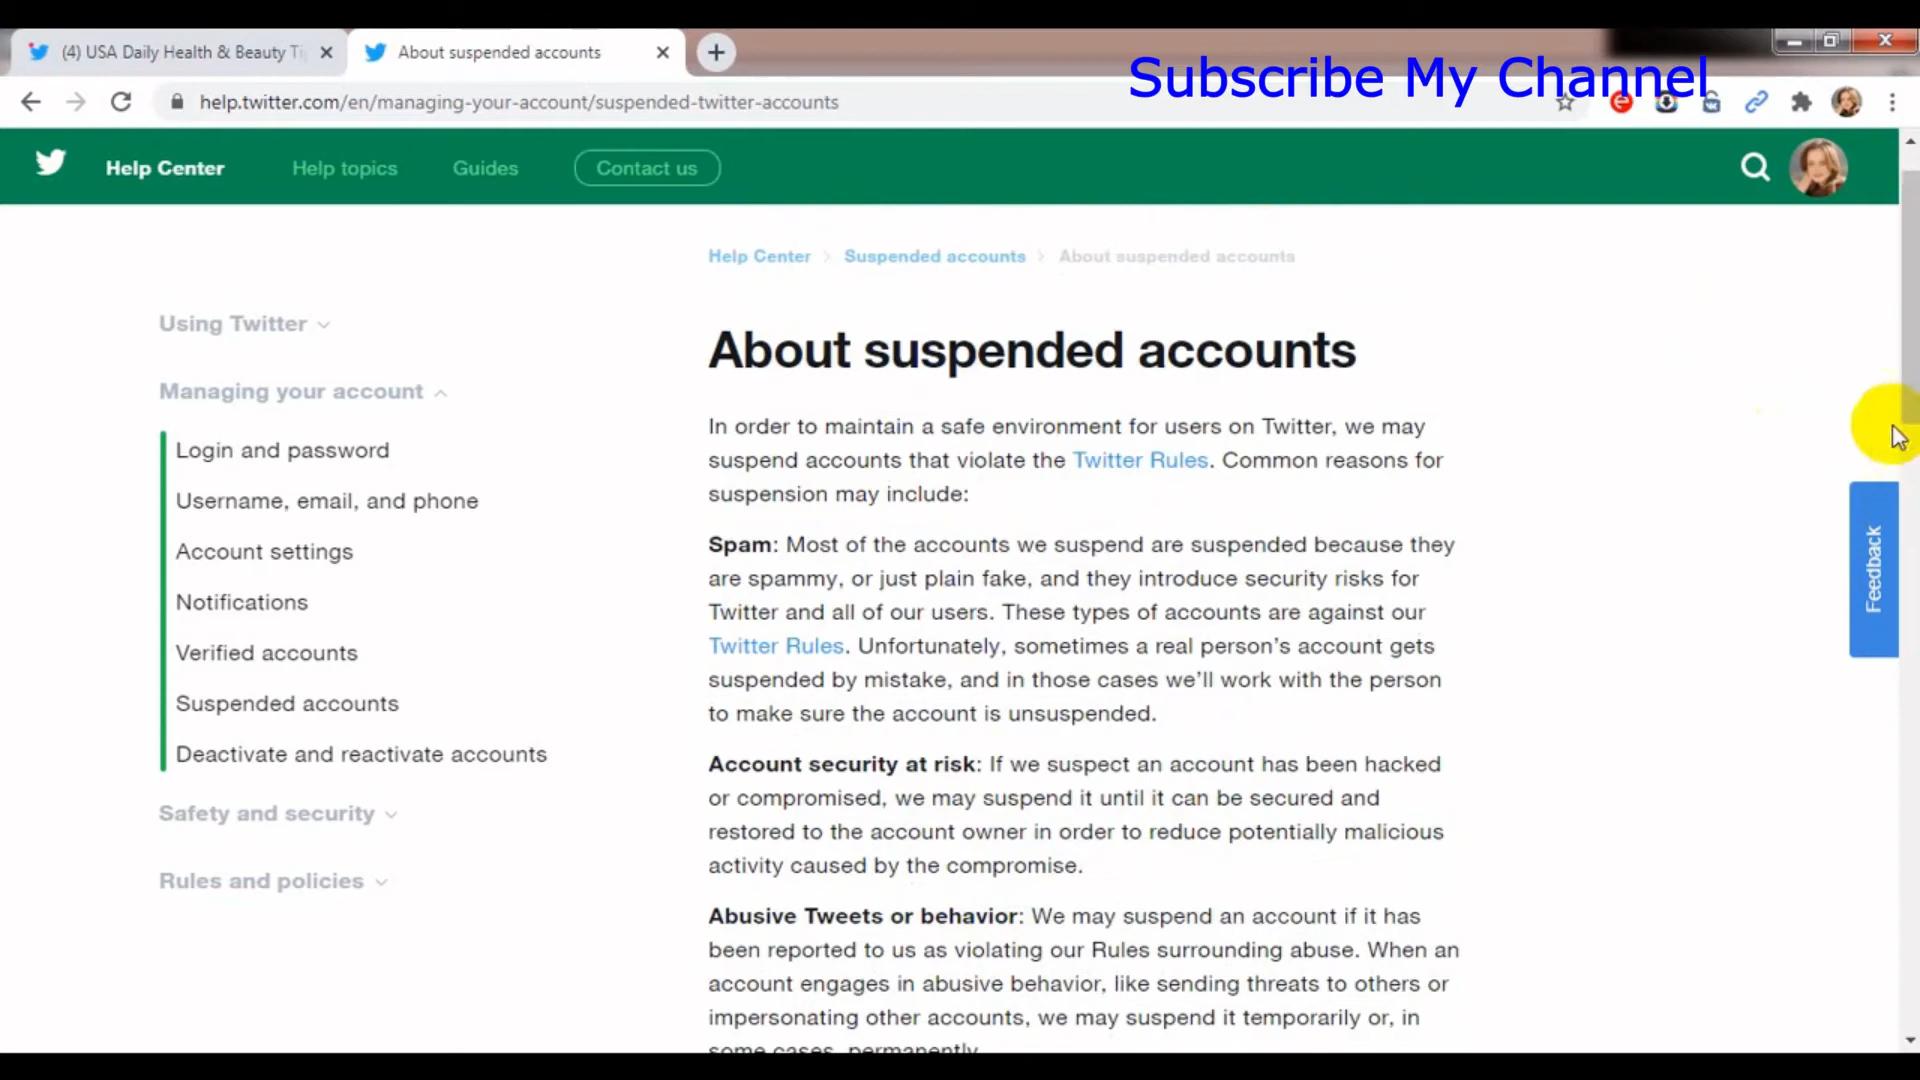 (4) USA Daily Health & Beauty Ti
About suspended accounts
Subscribe My Channel
help.twitter.com/en/managing-your-account/suspended-twitter-accounts
Help Center
Help topics
Guides
Contact us
Help Center
Suspended accounts
About suspended accounts
Using Twitter
Managing your account
Login and password
Username, email, and phone
Account settings
Notifications
Verified accounts
Suspended accounts
Deactivate and reactivate accounts
Safety and security
Rules and policies
About suspended accounts
In order to maintain a safe environment for users on Twitter, we may
suspend accounts that violate the Twitter Rules. Common reasons for
suspension may include:
Spam: Most of the accounts we suspend are suspended because they
are spammy, or just plain fake, and they introduce security risks for
Twitter and all of our users. These types of accounts are against our
Twitter Rules. Unfortunately, sometimes a real person’s account gets
suspended by mistake, and in those cases we’ll work with the person
to make sure the account is unsuspended.
Account security at risk: If we suspect an account has been hacked
or compromised, we may suspend it until it can be secured and
restored to the account owner in order to reduce potentially malicious
activity caused by the compromise.
Abusive Tweets or behavior: We may suspend an account if it has
been reported to us as violating our Rules surrounding abuse. When an
account engages in abusive behavior, like sending threats to others or
impersonating other accounts, we may suspend it temporarily or, in
some cases, permanently.
Feedback